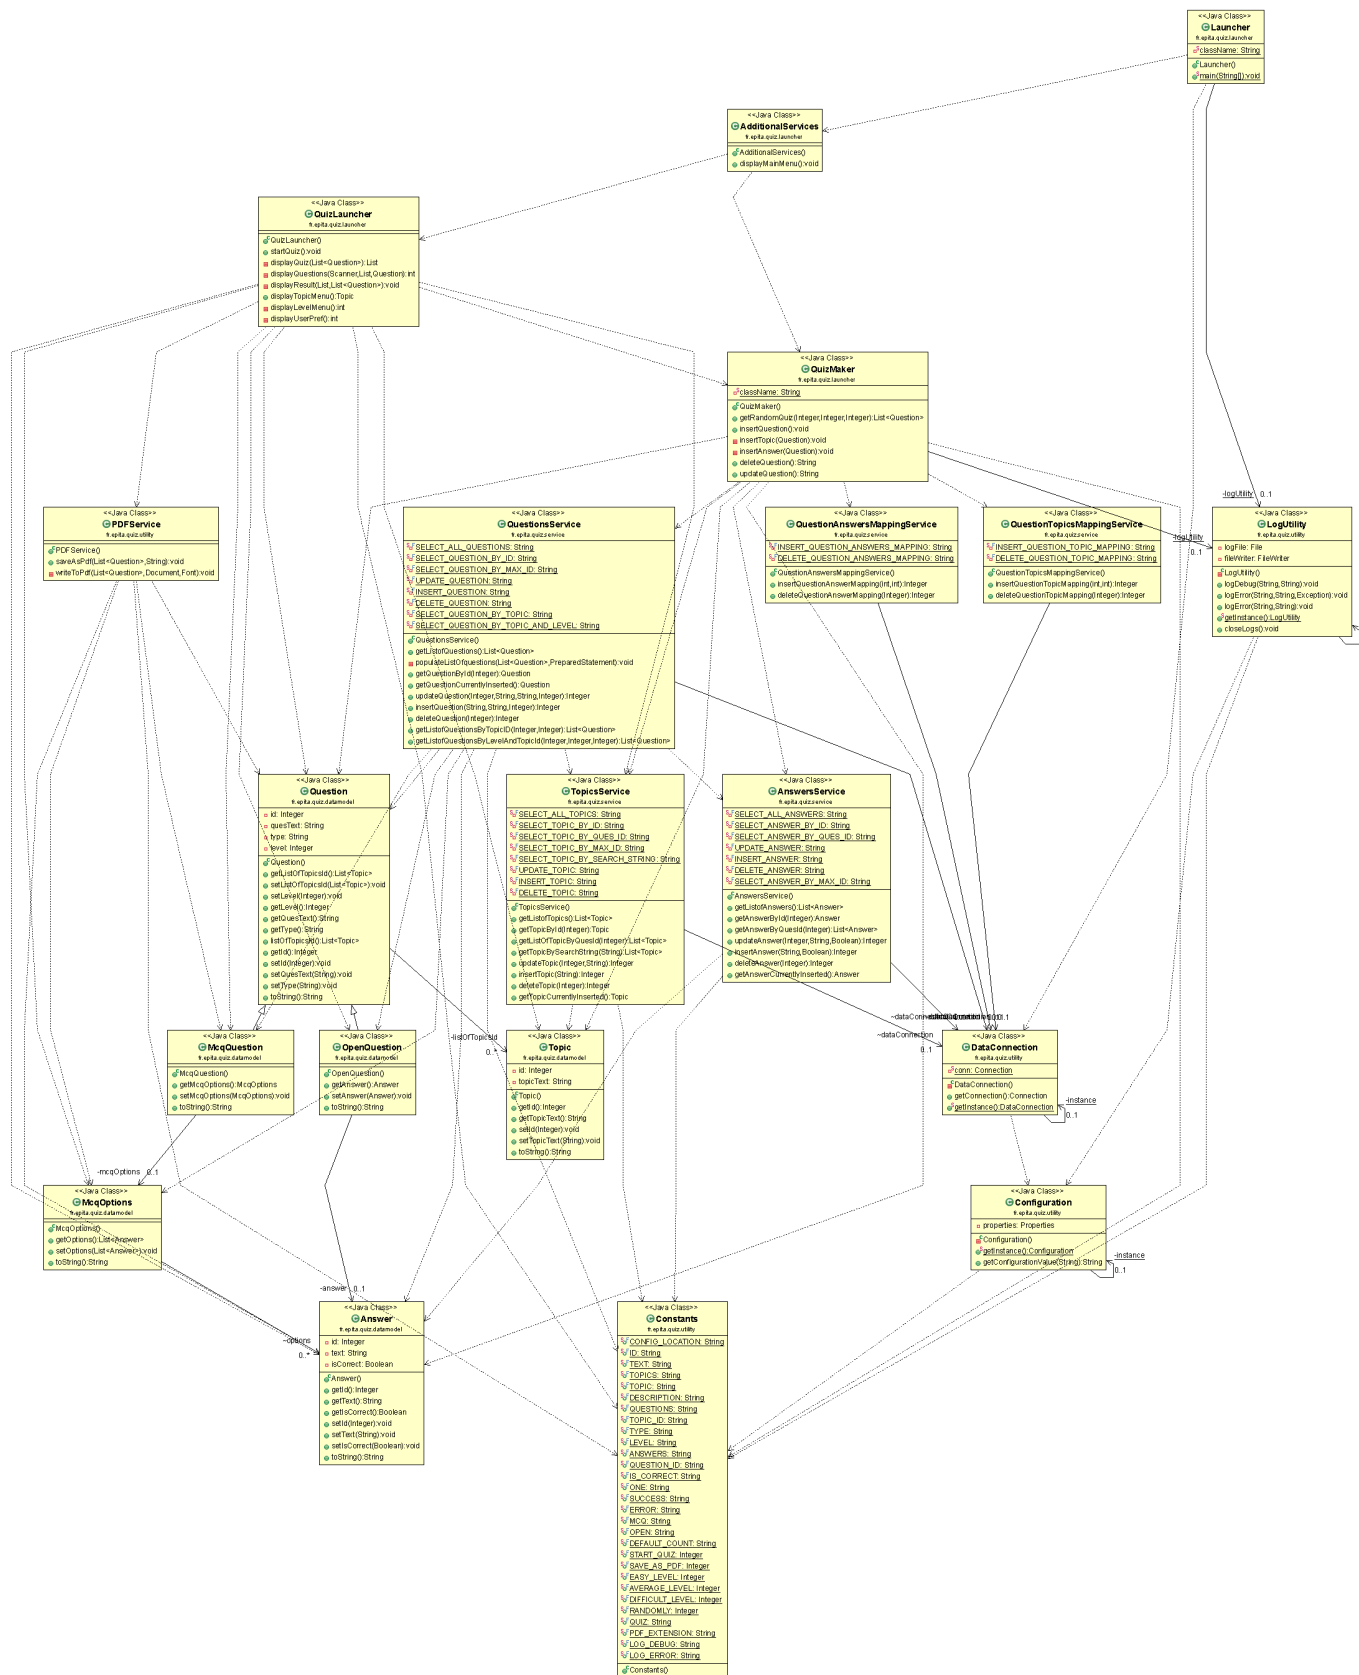 <<Java Class>>
Launcher
fr.epita.quiz.launcher
className: String
Launcher()
main(String[]):void
<<Java Class>>
AdditionalServices
fr.epita.quiz.launcher
AdditionalServices()
displayMainMenu():void
<<Java Class>>
QuizLauncher
fr.epita.quiz.launcher
QuizLauncher()
startQuiz():void
displayQuiz(List<Question>): List
displayQuestions(Scanner,List,Question):int
displayResult(List,List<Question>):void
displayTopicMenu():Topic
displayLevelMenu():int
displayUserPref():int
<<Java Class>>
QuizMaker
fr.epita.quiz.launcher
className: String
QuizMaker()
getRandomQuiz(Integer,Integer,Integer):List<Question>
insertQuestion():void
insertTopic(Question):void
insertAnswer(Question):void
deleteQuestion():String
updateQuestion():String
-logUtility 0..1
-logUtility
0..1
<<Java Class>>
PDFService
fr.epita.quiz.utility
PDFService()
saveAsPdf(List<Question>,String):void
writeToPdf(List<Question>,Document,Font):void
<<Java Class>>
QuestionsService
fr.epita.quiz.service
SELECT_ALL_QUESTIONS: String
SELECT_QUESTION_BY_ID: String
SELECT_QUESTION_BY_MAX_ID: String
UPDATE_QUESTION: String
INSERT_QUESTION: String
DELETE_QUESTION: String
SELECT_QUESTION_BY_TOPIC: String
SELECT_QUESTION_BY_TOPIC_AND_LEVEL: String
QuestionsService()
getListofQuestions():List<Question>
populateListOfquestions(List<Question>,PreparedStatement):void
getQuestionById(Integer):Question
getQuestionCurrentlyInserted():Question
updateQuestion(Integer,String,String,Integer):Integer
insertQuestion(String,String,Integer):Integer
deleteQuestion(Integer):Integer
getListofQuestionsByTopicID(Integer,Integer):List<Question>
getListofQuestionsByLevelAndTopicId(Integer,Integer,Integer):List<Question>
<<Java Class>>
QuestionAnswersMappingService
fr.epita.quiz.service
INSERT_QUESTION_ANSWERS_MAPPING: String
DELETE_QUESTION_ANSWERS_MAPPING: String
QuestionAnswersMappingService()
insertQuestionAnswerMapping(int,int):Integer
deleteQuestionAnswerMapping(Integer):Integer
<<Java Class>>
QuestionTopicsMappingService
fr.epita.quiz.service
INSERT_QUESTION_TOPIC_MAPPING: String
DELETE_QUESTION_TOPIC_MAPPING: String
QuestionTopicsMappingService()
insertQuestionTopicMapping(int,int):Integer
deleteQuestionTopicMapping(Integer):Integer
<<Java Class>>
LogUtility
fr.epita.quiz.utility
logFile: File
fileWriter: FileWriter
LogUtility()
logDebug(String,String):void
logError(String,String,Exception):void
logError(String,String):void
getInstance():LogUtility
closeLogs():void
<<Java Class>>
Question
fr.epita.quiz.datamodel
id: Integer
quesText: String
type: String
level: Integer
Question()
getListOfTopicsId():List<Topic>
setListOfTopicsId(List<Topic>):void
setLevel(Integer):void
getLevel():Integer
getQuesText():String
getType():String
listOfTopicsId():List<Topic>
getId():Integer
setId(Integer):void
setQuesText(String):void
setType(String):void
toString():String
<<Java Class>>
TopicsService
fr.epita.quiz.service
SELECT_ALL_TOPICS: String
SELECT_TOPIC_BY_ID: String
SELECT_TOPIC_BY_QUES_ID: String
SELECT_TOPIC_BY_MAX_ID: String
SELECT_TOPIC_BY_SEARCH_STRING: String
UPDATE_TOPIC: String
INSERT_TOPIC: String
DELETE_TOPIC: String
TopicsService()
getListofTopics():List<Topic>
getTopicById(Integer):Topic
getListOfTopicByQuesId(Integer):List<Topic>
getTopicBySearchString(String):List<Topic>
updateTopic(Integer,String):Integer
insertTopic(String):Integer
deleteTopic(Integer):Integer
getTopicCurrentlyInserted():Topic
<<Java Class>>
AnswersService
fr.epita.quiz.service
SELECT_ALL_ANSWERS: String
SELECT_ANSWER_BY_ID: String
SELECT_ANSWER_BY_QUES_ID: String
UPDATE_ANSWER: String
INSERT_ANSWER: String
DELETE_ANSWER: String
SELECT_ANSWER_BY_MAX_ID: String
AnswersService()
getListofAnswers():List<Answer>
getAnswerById(Integer):Answer
getAnswerByQuesId(Integer):List<Answer>
updateAnswer(Integer,String,Boolean):Integer
insertAnswer(String,Boolean):Integer
deleteAnswer(Integer):Integer
getAnswerCurrentlyInserted():Answer
~dataConnection
0..1
-listOfTopicsId
0..*
<<Java Class>>
McqQuestion
fr.epita.quiz.datamodel
McqQuestion()
getMcqOptions():McqOptions
setMcqOptions(McqOptions):void
toString():String
<<Java Class>>
OpenQuestion
fr.epita.quiz.datamodel
OpenQuestion()
getAnswer():Answer
setAnswer(Answer):void
toString():String
<<Java Class>>
Topic
fr.epita.quiz.datamodel
id: Integer
topicText: String
Topic()
getId():Integer
getTopicText():String
setId(Integer):void
setTopicText(String):void
toString():String
<<Java Class>>
DataConnection
fr.epita.quiz.utility
conn: Connection
DataConnection()
getConnection():Connection
getInstance():DataConnection
-instance
0..1
-mcqOptions 0..1
<<Java Class>>
McqOptions
fr.epita.quiz.datamodel
McqOptions()
getOptions():List<Answer>
setOptions(List<Answer>):void
toString():String
<<Java Class>>
Configuration
fr.epita.quiz.utility
properties: Properties
Configuration()
getInstance():Configuration
getConfigurationValue(String):String
-instance
0..1
-answer 0..1
~options
0..*
<<Java Class>>
Answer
fr.epita.quiz.datamodel
id: Integer
text: String
isCorrect: Boolean
Answer()
getId():Integer
getText():String
getIsCorrect():Boolean
setId(Integer):void
setText(String):void
setIsCorrect(Boolean):void
toString():String
<<Java Class>>
Constants
fr.epita.quiz.utility
CONFIG_LOCATION: String
ID: String
TEXT: String
TOPICS: String
TOPIC: String
DESCRIPTION: String
QUESTIONS: String
TOPIC_ID: String
TYPE: String
LEVEL: String
ANSWERS: String
QUESTION_ID: String
IS_CORRECT: String
ONE: String
SUCCESS: String
ERROR: String
MCQ: String
OPEN: String
DEFAULT_COUNT: String
START_QUIZ: Integer
SAVE_AS_PDF: Integer
EASY_LEVEL: Integer
AVERAGE_LEVEL: Integer
DIFFICULT_LEVEL: Integer
RANDOMLY: Integer
QUIZ: String
PDF_EXTENSION: String
LOG_DEBUG: String
LOG_ERROR: String
Constants()